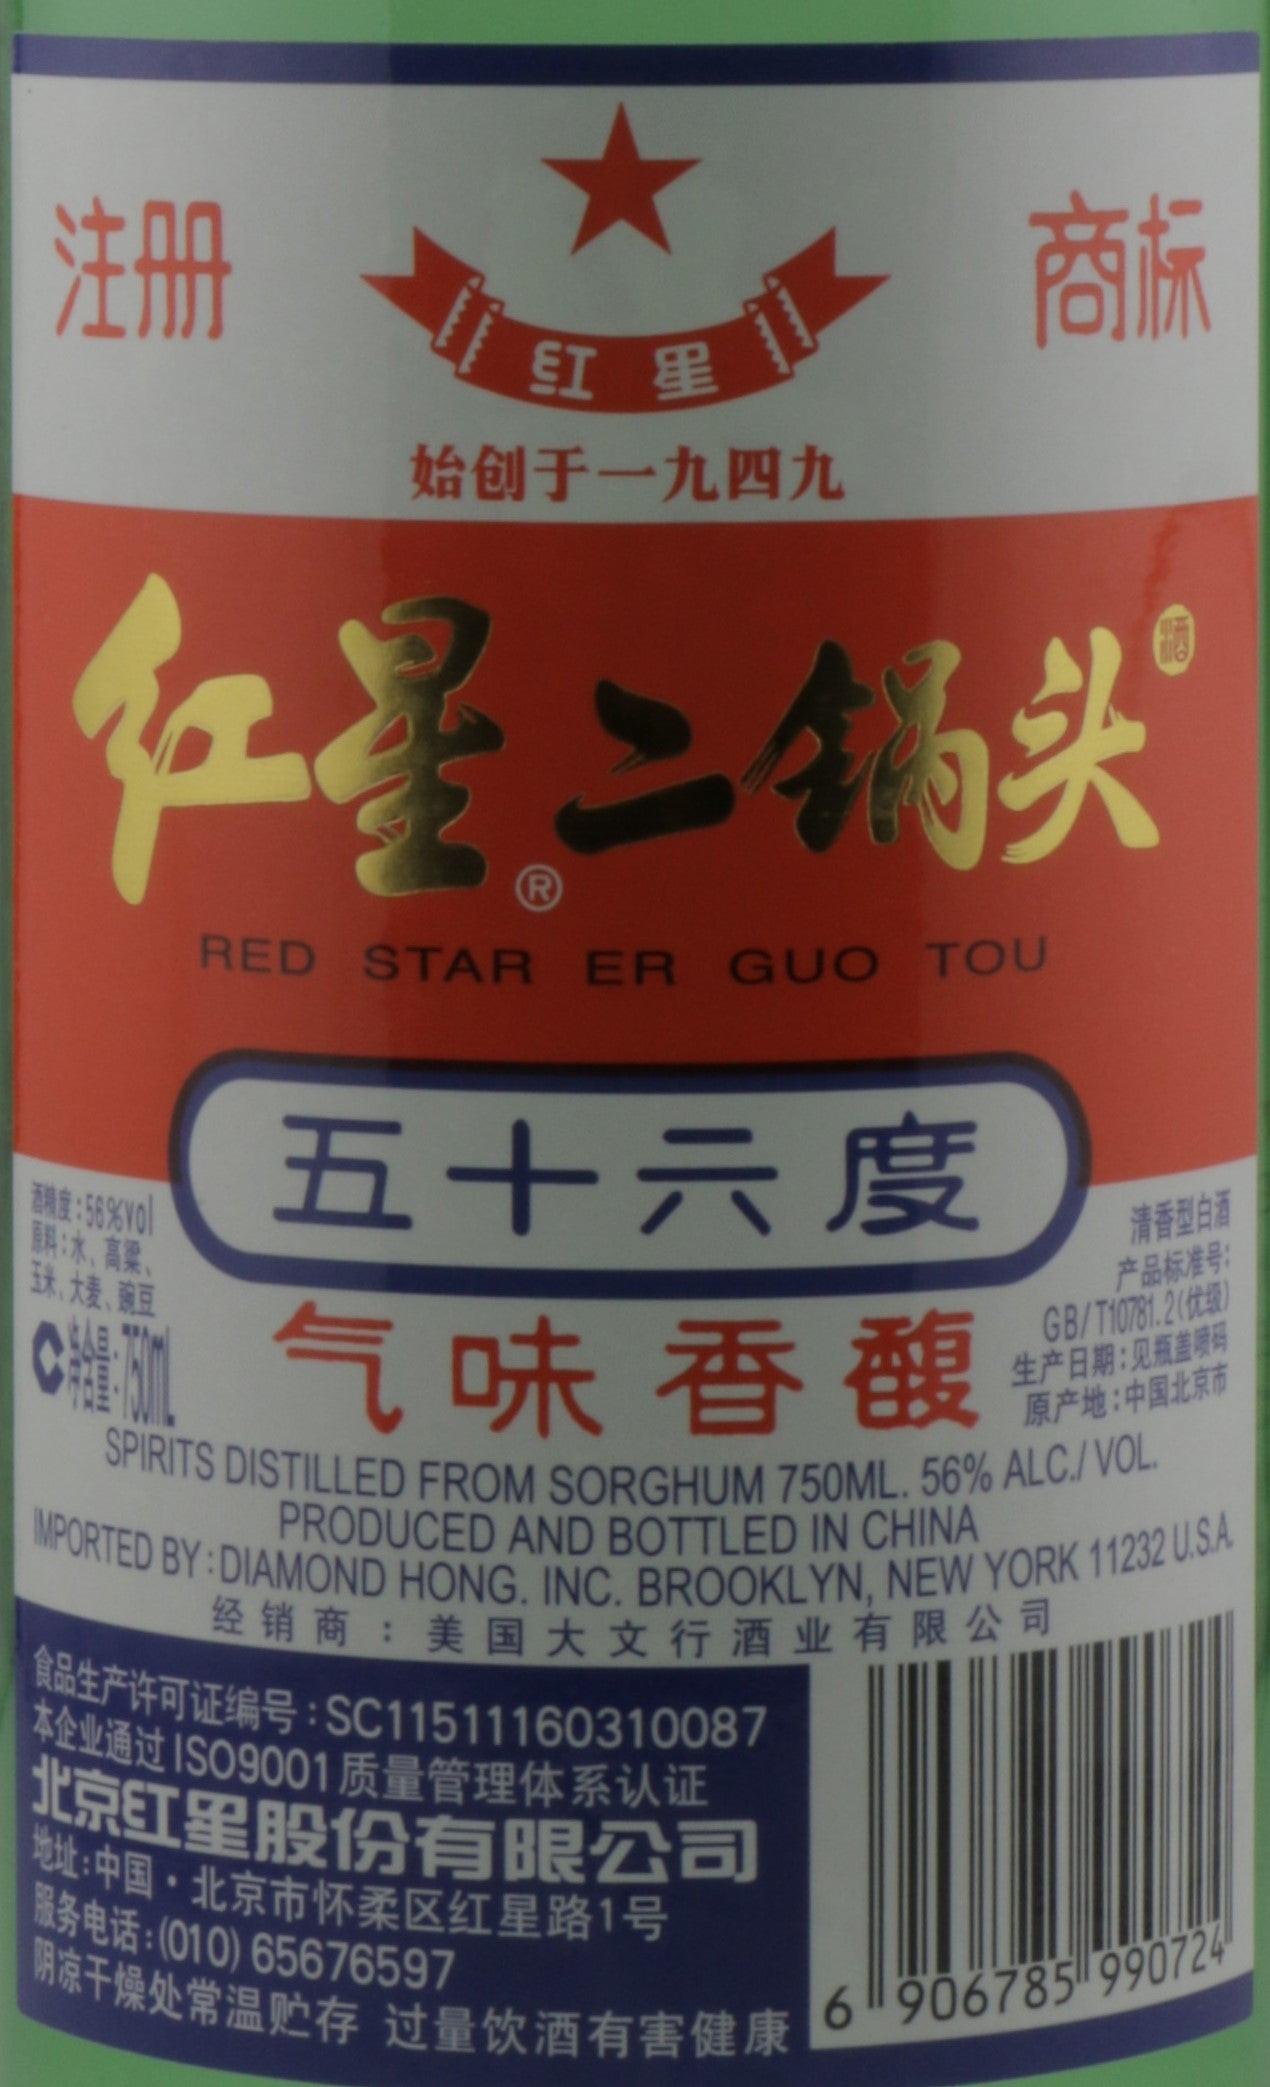 注册
商标
红星
始创于一九四九
红星二锅头酒
®
RED STAR ER GUO TOU
五十六度
酒精度:56%vol
原料:水、高粱、
玉米、大麦、豌豆
净含量:750mL
气味香馥
清香型白酒
产品标准号:
GB/T10781.2(优级)
生产日期:见瓶盖喷码
原产地:中国北京市
SPIRITS DISTILLED FROM SORGHUM 750ML. 56% ALC./VOL.
PRODUCED AND BOTTLED IN CHINA
IMPORTED BY:DIAMOND HONG. INC. BROOKLYN, NEW YORK 11232 U.S.A.
经销商:美国大文行酒业有限公司
食品生产许可证编号:SC11511160310087
本企业通过ISO9001质量管理体系认证
北京红星股份有限公司
地址:中国·北京市怀柔区红星路1号
服务电话:(010)65676597
阴凉干燥处常温贮存 过量饮酒有害健康
6 906785 990724